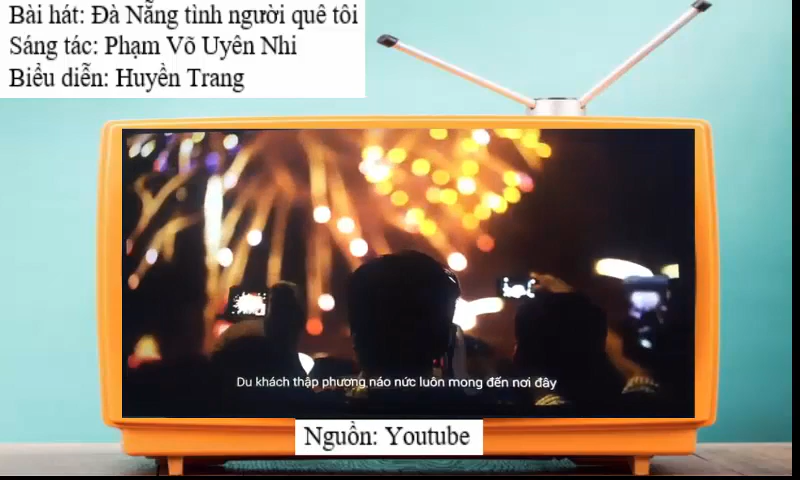 Bài hát: Đà Nẵng tình người quê tôi
Sáng tác: Phạm Võ Uyên Nhi
Biểu diễn: Huyền Trang
Du khách thập phương náo nức luôn mong đến nơi đây
Nguồn: Youtube